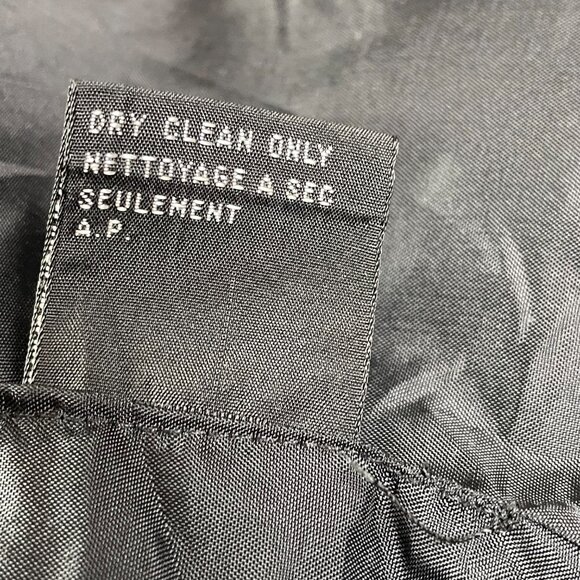 DRY CLEAN ONLY
NETTOYAGE A SEC
SEULEMENT
A.P.